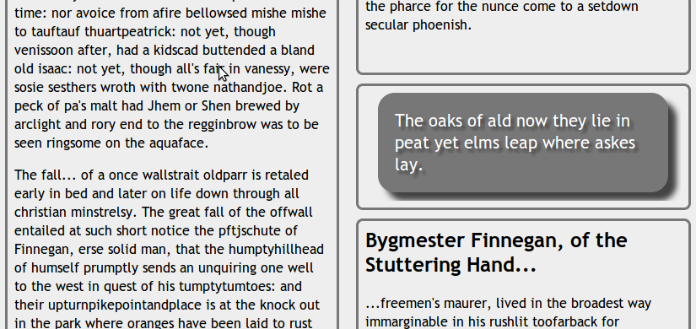 time: nor avoice from afire bellowsed mishe mishe
to tauftauf thuartpeatrick: not yet, though
venissoon after, had a kidscad buttended a bland
old isaac: not yet, though all's fair in vanessy, were
sosie sesthers wroth with twone nathandjoe. Rot a
peck of pa's malt had Jhem or Shen brewed by
arclight and rory end to the regginbrow was to be
seen ringsome on the aquaface.
The fall... of a once wallstrait oldparr is retaled
early in bed and later on life down through all
christian minstrelsy. The great fall of the offwall
entailed at such short notice the pftjschute of
Finnegan, erse solid man, that the humptyhillhead
of humself prumptly sends an unquiring one well
to the west in quest of his tumptytumtoes: and
their upturnpikepointandplace is at the knock out
in the park where oranges have been laid to rust
the pharce for the nunce come to a setdown
secular phoenish.
The oaks of ald now they lie in
peat yet elms leap where askes
lay.
Bygmester Finnegan, of the
Stuttering Hand...
...freemen's maurer, lived in the broadest way
immarginable in his rushlit toofarback for